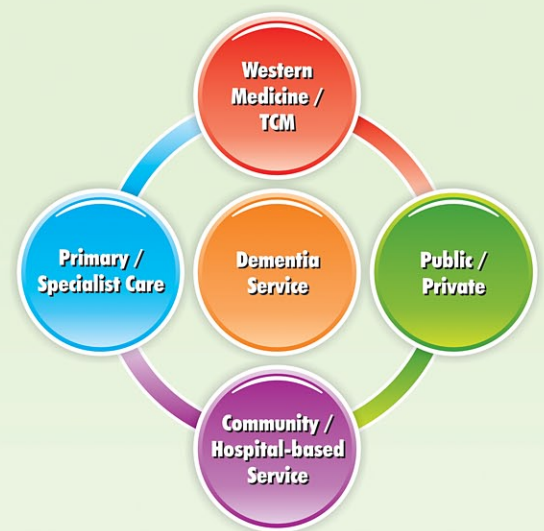 Western
Medicine /
TCM
Primary /
Specialist Care
Dementia
Service
Public /
Private
Community /
Hospital-based
Service